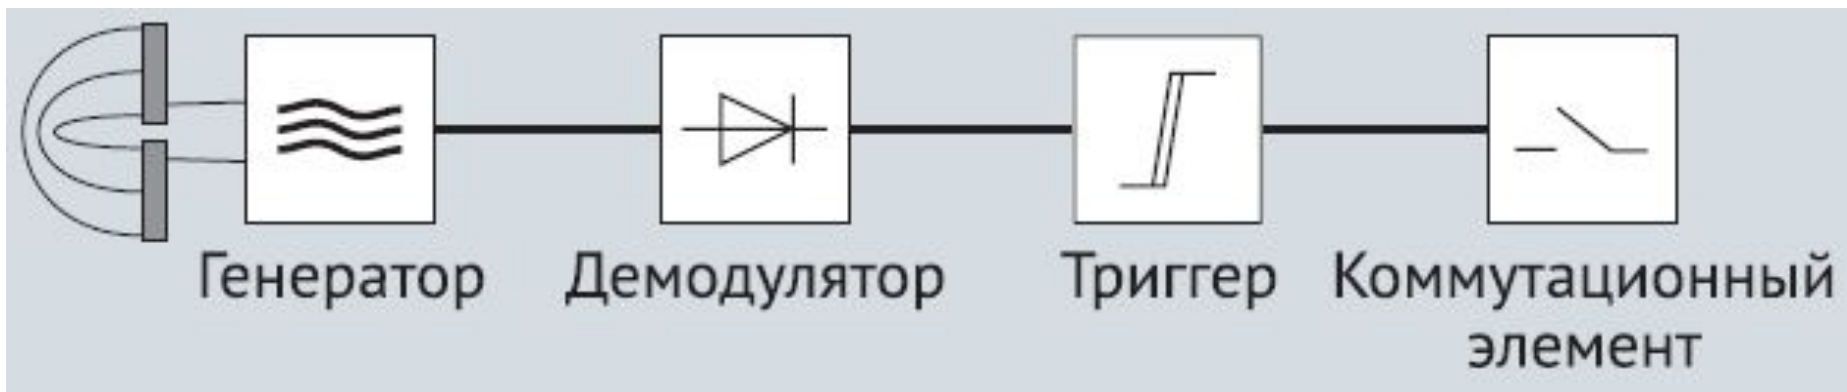 Генератор
Демодулятор
Триггер
Коммутационный
элемент